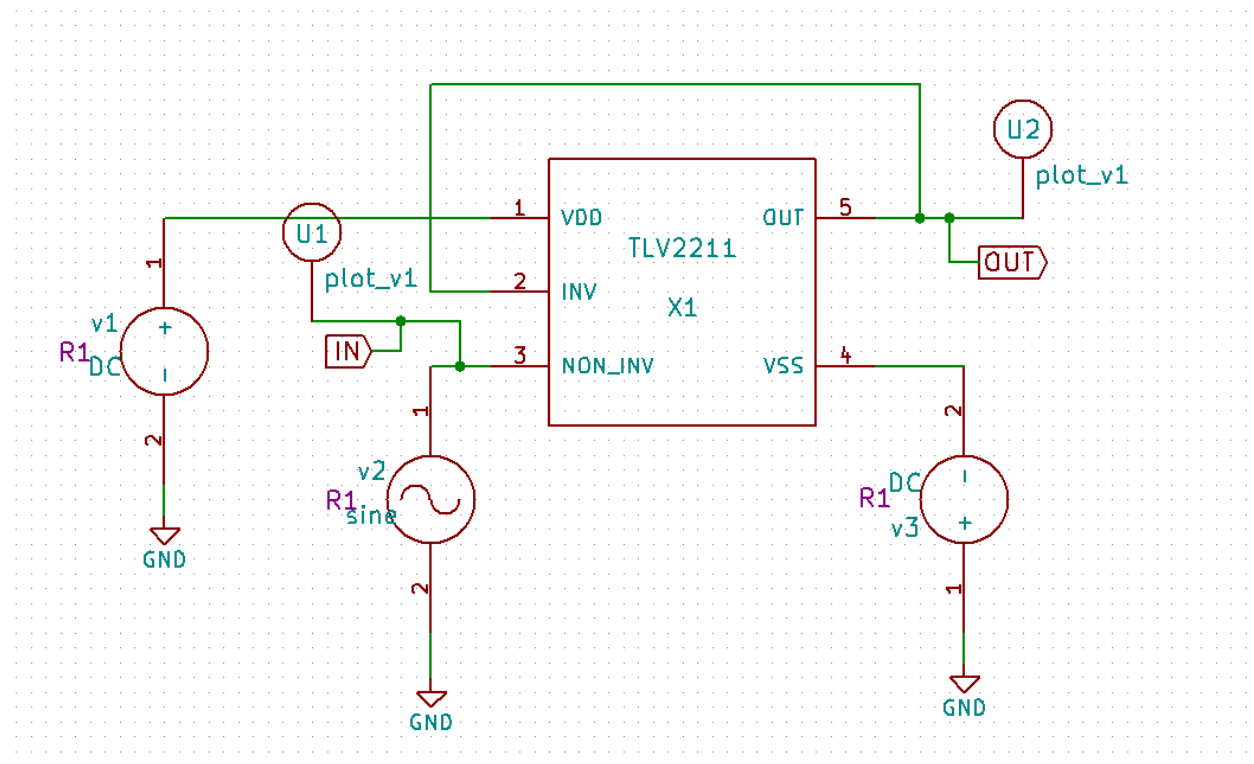 U2
plot_v1
1
VDD
OUT
5
U1
TLV2211
1
OUT
plot_v1
2
INV
X1
v1
+
R1
DC
IN
3
NON_INV
VSS
4
1
2
2
v2
DC
-
R1
sine
R1
v3
+
GND
2
1
GND
GND